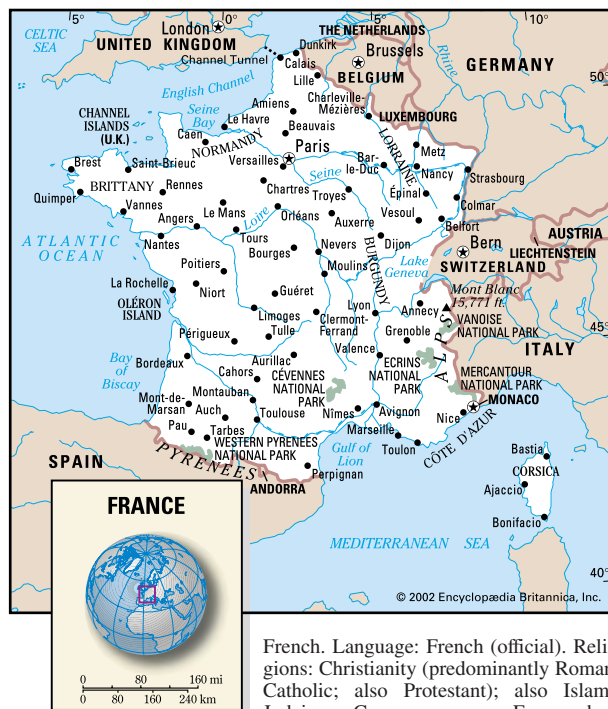 5° 0° 5° 10°
CELTIC
SEA
London
UNITED KINGDOM
Dunkirk
THE NETHERLANDS
Brussels
Channel Tunnel
Calais
Rhine
GERMANY
Lille
BELGIUM
50°
English Channel
Charleville-
Mézières
Amiens
CHANNEL
ISLANDS
(U.K.)
Seine
Bay
Le Havre
Beauvais
LUXEMBOURG
Caen
NORMANDY
Paris
LORRAINE
Metz
Versailles
Bar-
le-Duc
Nancy
Brest
Saint-Brieuc
Seine
Strasbourg
BRITTANY
Rennes
Chartres
Troyes
Épinal
Colmar
Quimper
Vannes
Le Mans
Orléans
Auxerre
Vesoul
Angers
Loire
Belfort
ATLANTIC
OCEAN
Nantes
Tours
Bourges
Nevers
Dijon
Bern
AUSTRIA
LIECHTENSTEIN
SWITZERLAND
BURGUNDY
Lake
Geneva
Poitiers
Moulins
La Rochelle
Niort
Guéret
Mont Blanc
15,771 ft.
OLÉRON
ISLAND
Lyon
Annecy
Limoges
Clermont-
Ferrand
VANOISE
NATIONAL PARK
45°
Périgueux
Tulle
Grenoble
ALPS
ITALY
Bay
of
Biscay
Bordeaux
Aurillac
Valence
ECRINS
NATIONAL
PARK
MERCANTOUR
NATIONAL PARK
Cahors
CÉVENNES
NATIONAL
PARK
Mont-de-
Marsan
Montauban
MONACO
Auch
Toulouse
Nîmes
Avignon
Nice
Pau
Tarbes
Marseille
CÔTE D'AZUR
WESTERN PYRENEES
NATIONAL PARK
Gulf of
Lion
Toulon
Bastia
SPAIN
PYRENEES
Perpignan
CORSICA
ANDORRA
Ajaccio
Bonifacio
MEDITERRANEAN SEA
FRANCE
40°
© 2002 Encyclopædia Britannica, Inc.
0 80 160 mi
0 80 160 240 km
French. Language: French (official). Reli-
gions: Christianity (predominantly Roman
Catholic; also Protestant); also Islam,